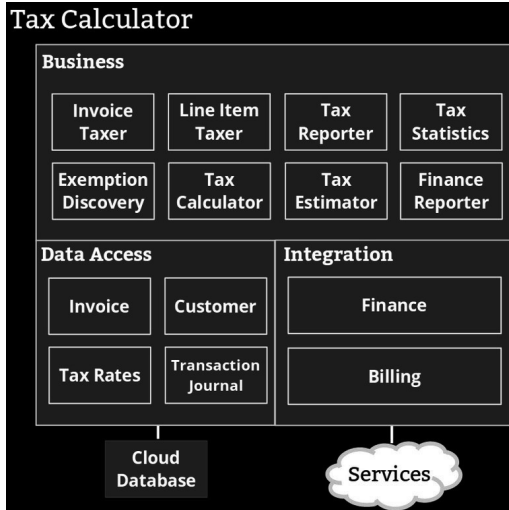 Tax Calculator
Business
Invoice
Taxer
Line Item
Taxer
Tax
Reporter
Tax
Statistics
Exemption
Discovery
Tax
Calculator
Tax
Estimator
Finance
Reporter
Data Access
Invoice
Customer
Tax Rates
Transaction
Journal
Integration
Finance
Billing
Cloud
Database
Services